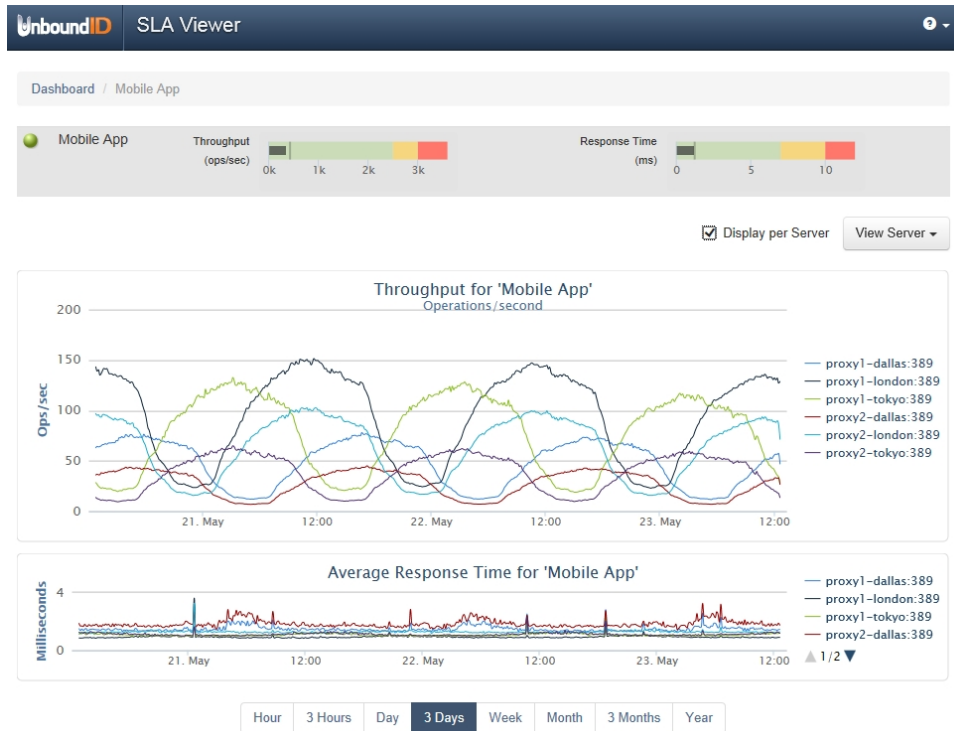 UnboundID SLA Viewer ?
Dashboard / Mobile App
Mobile App
Throughput
(ops/sec)
0k 1k 2k 3k
Response Time
(ms)
0 5 10
Display per Server
View Server
Throughput for 'Mobile App'
Operations/second
Ops/sec
200
150
100
50
0
21. May 12:00 22. May 12:00 23. May 12:00
proxy1-dallas:389
proxy1-london:389
proxy1-tokyo:389
proxy2-dallas:389
proxy2-london:389
proxy2-tokyo:389
Average Response Time for 'Mobile App'
Milliseconds
4
0
21. May 12:00 22. May 12:00 23. May 12:00
proxy1-dallas:389
proxy1-london:389
proxy1-tokyo:389
proxy2-dallas:389
1/2
Hour 3 Hours Day 3 Days Week Month 3 Months Year